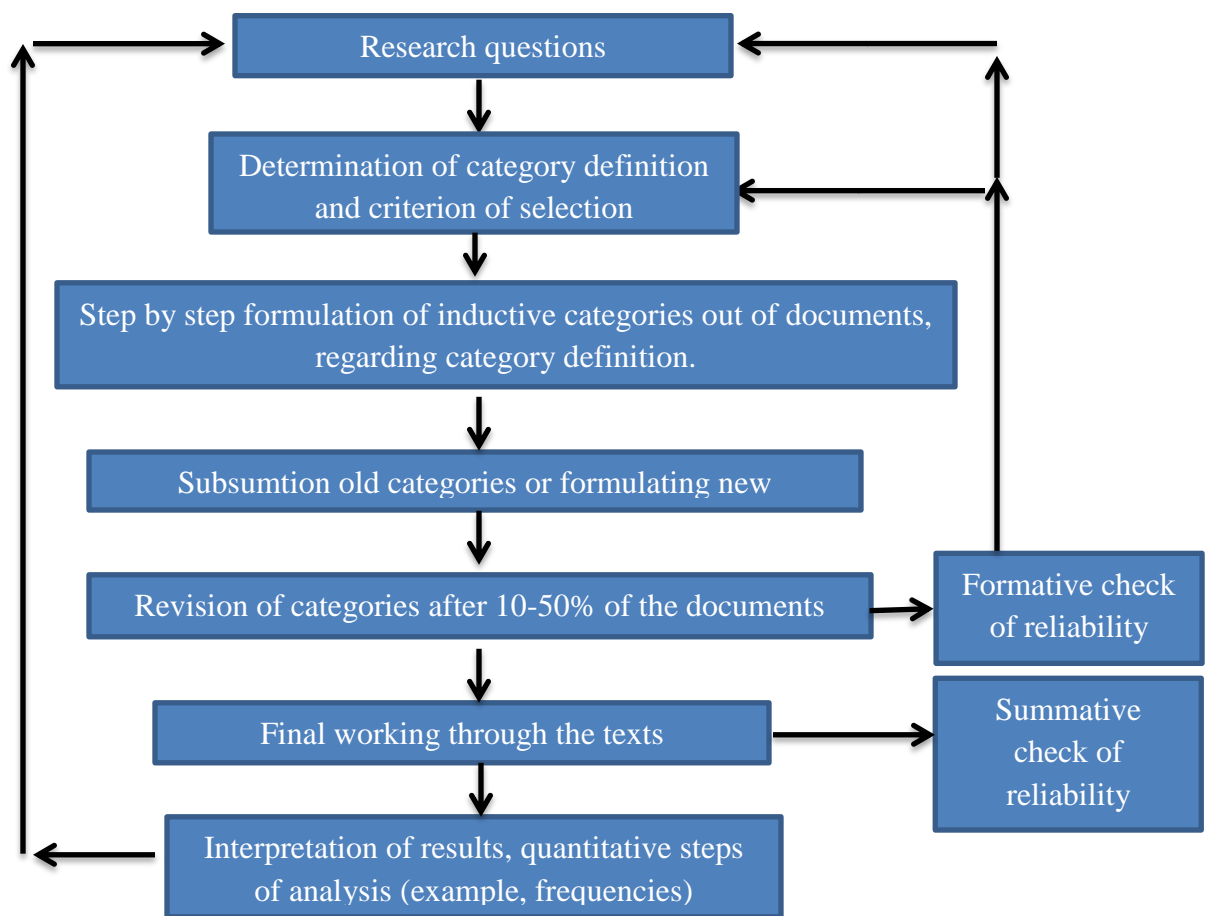 Research questions
Determination of category definition
and criterion of selection
Step by step formulation of inductive categories out of documents,
regarding category definition.
Subsumtion old categories or formulating new
Revision of categories after 10-50% of the documents
Formative check
of reliability
Final working through the texts
Summative
check of
reliability
Interpretation of results, quantitative steps
of analysis (example, frequencies)